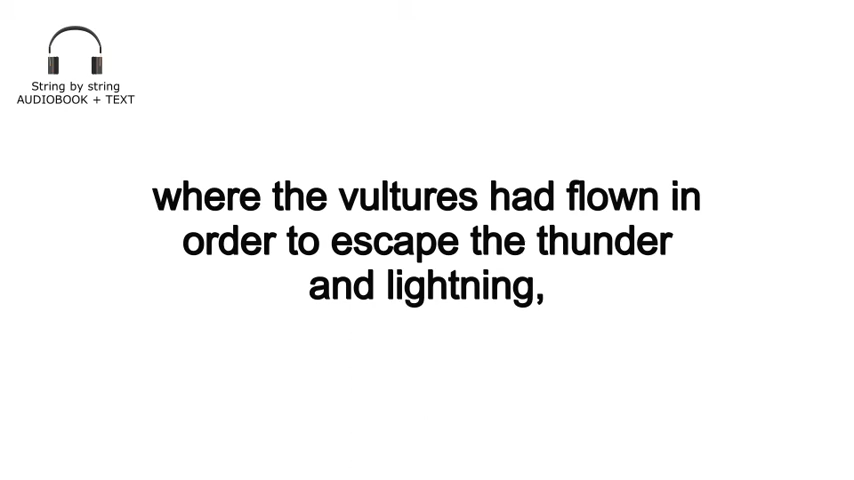 String by string
AUDIOBOOK + TEXT
where the vultures had flown in
order to escape the thunder
and lightning,